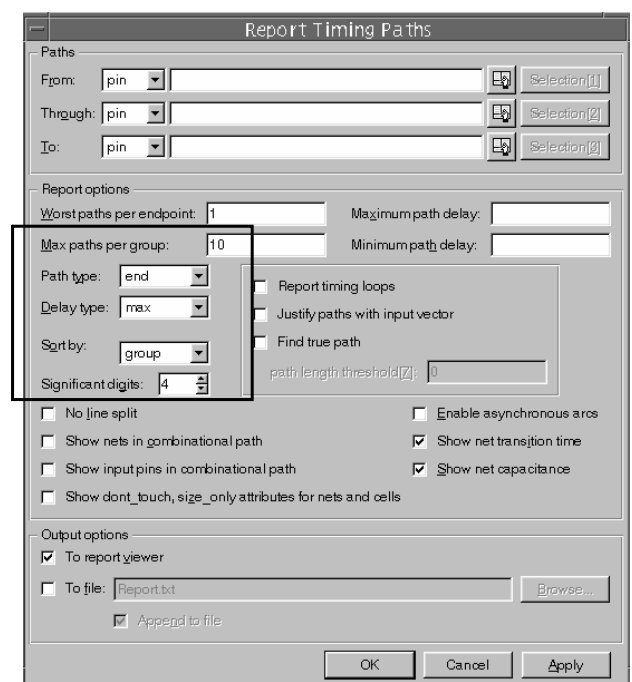 Report Timing Paths
Paths
From: pin Selection[1]
Through: pin Selection[2]
To: pin Selection[3]
Report options
Worst paths per endpoint: 1 Maximum path delay:
Max paths per group: 10 Minimum path delay:
Path type: end
Report timing loops
Delay type: max
Justify paths with input vector
Sort by: group
Find true path
path length threshold[Z]: 0
Significant digits: 4
No line split Enable asynchronous arcs
Show nets in combinational path Show net transition time
Show input pins in combinational path Show net capacitance
Show dont_touch, size_only attributes for nets and cells
Output options
To report viewer
To file: Report.txt Browse...
Append to file
OK Cancel Apply